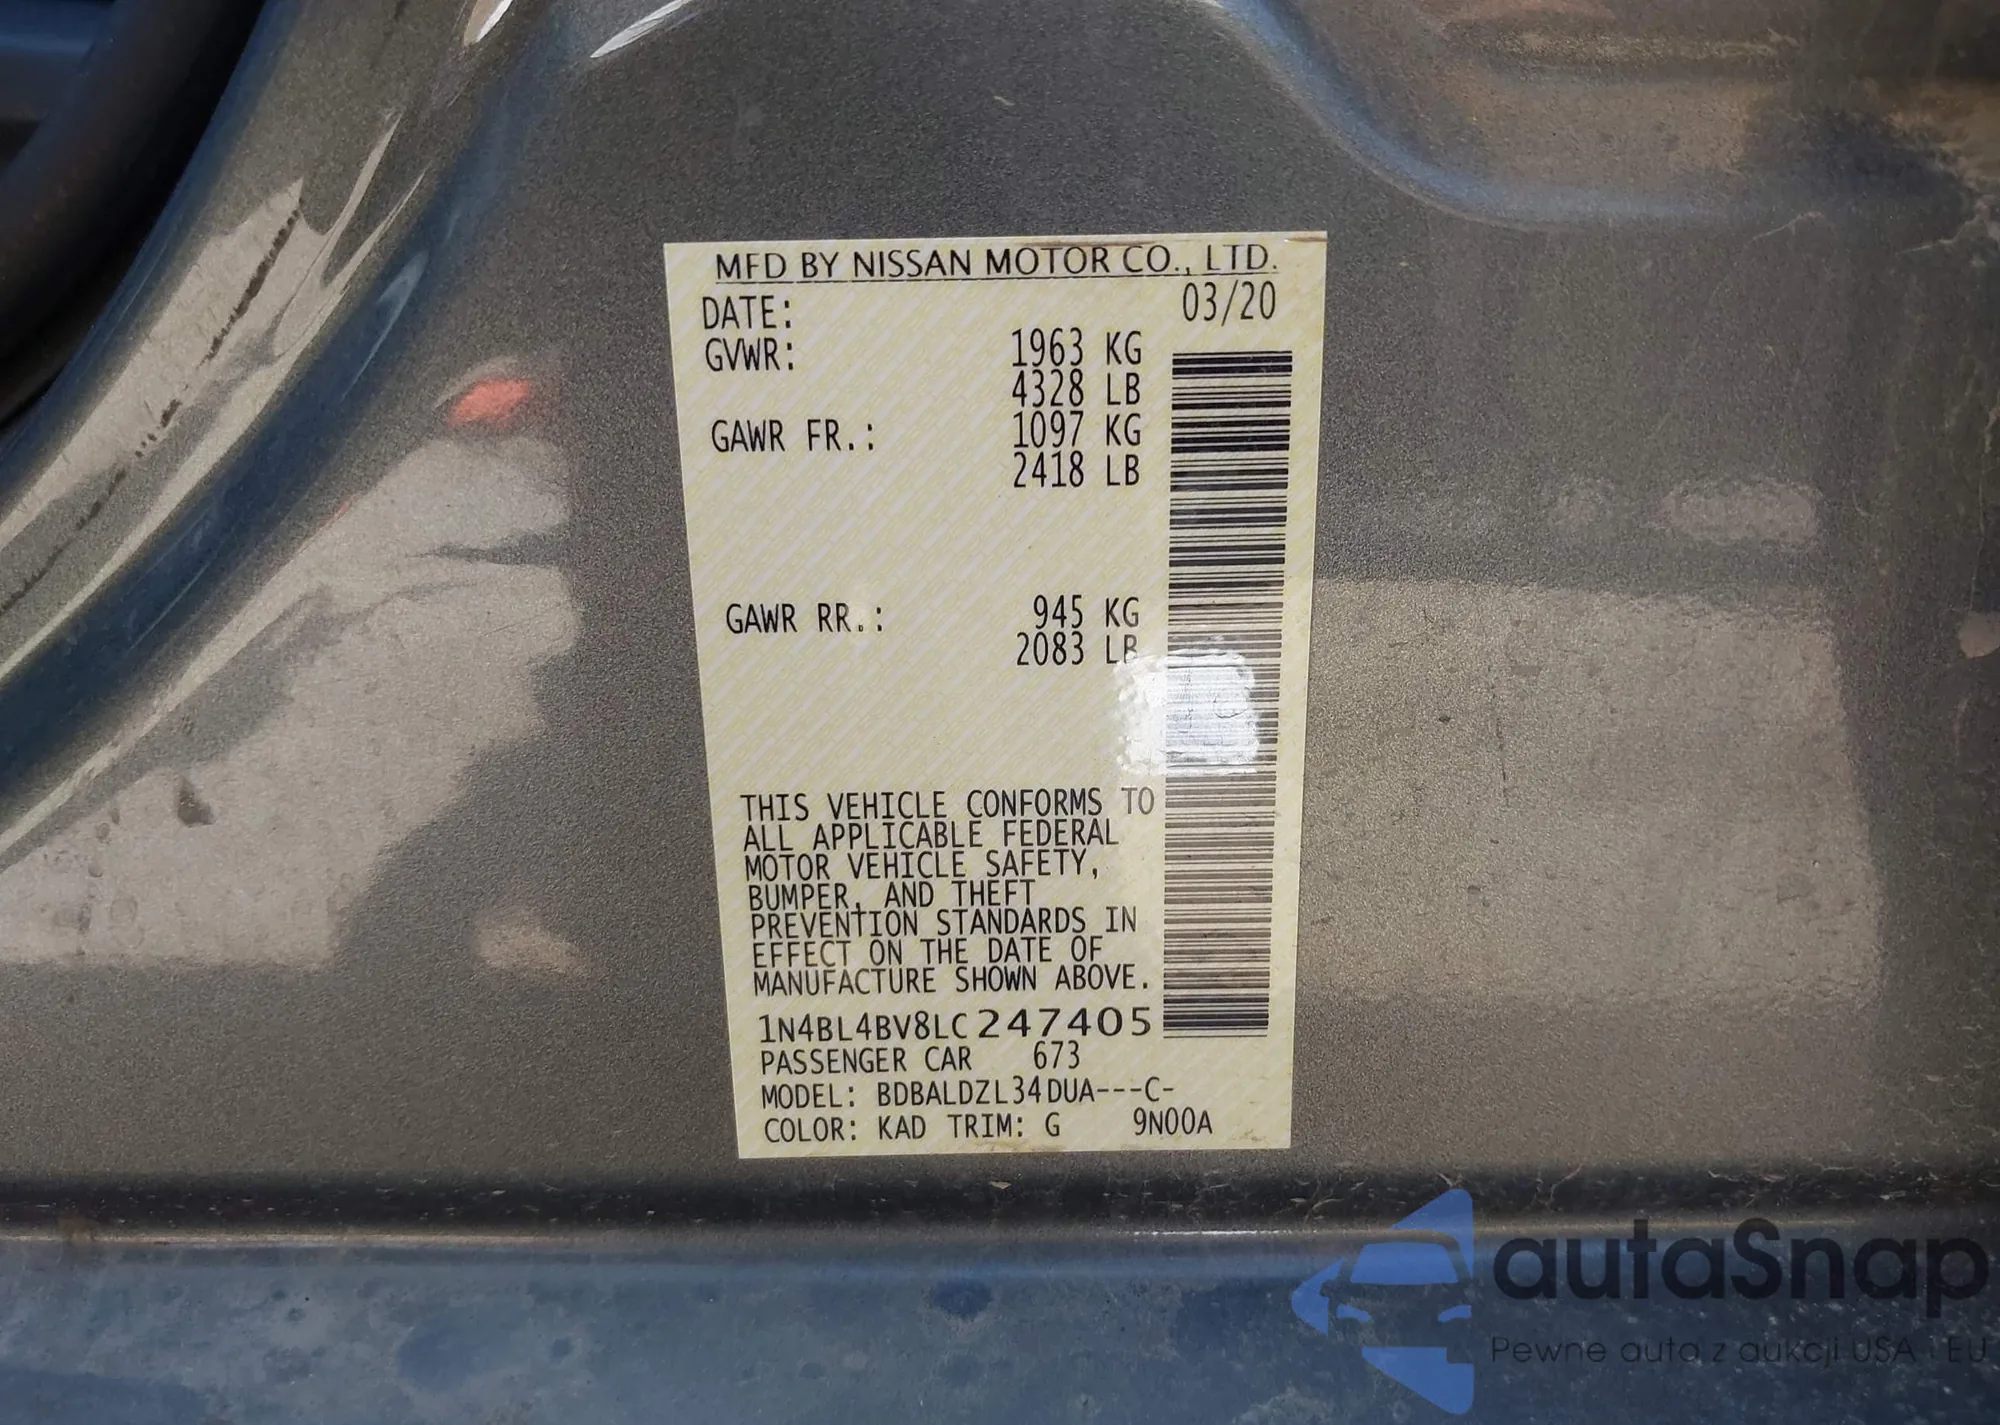 MFD BY NISSAN MOTOR CO., LTD.
DATE: 03/20
GVWR: 1963 KG
4328 LB
GAWR FR.: 1097 KG
2418 LB
GAWR RR.: 945 KG
2083 LB
THIS VEHICLE CONFORMS TO
ALL APPLICABLE FEDERAL
MOTOR VEHICLE SAFETY,
BUMPER, AND THEFT
PREVENTION STANDARDS IN
EFFECT ON THE DATE OF
MANUFACTURE SHOWN ABOVE.
1N4BL4BV8LC247405
PASSENGER CAR 673
MODEL: BDBALDZL34DUA---C-
COLOR: KAD TRIM: G 9N00A
autaSnap
Pewne auta z aukcji USA i EU